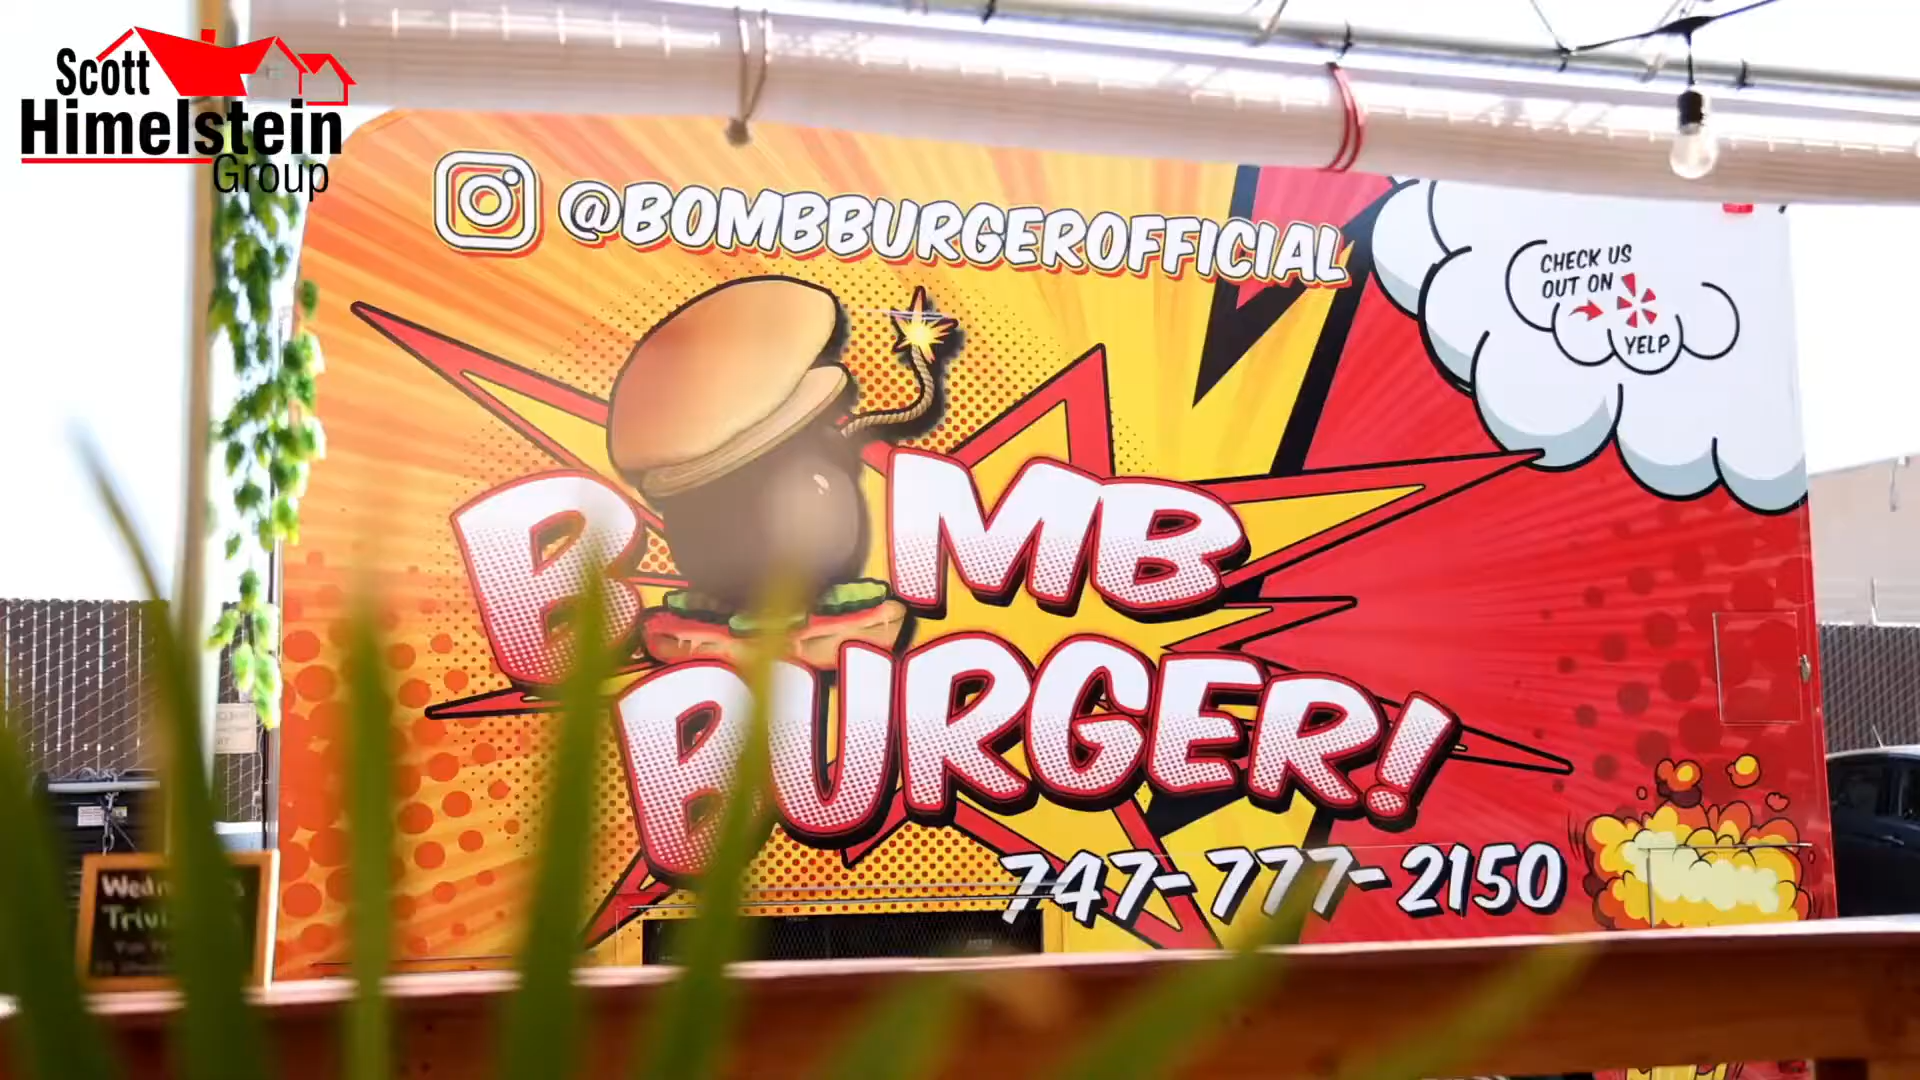 Scott
Himelstein
Group
@BOMBBURGEROFFICIAL
CHECK US
OUT ON
YELP
BOMB
BURGER!
747-777-2150